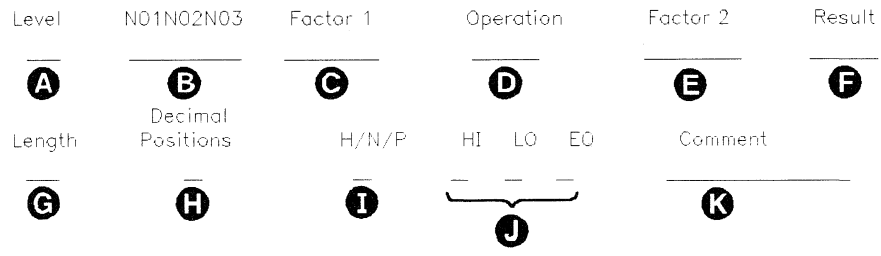 Level N01N02N03 Factor 1 Operation Factor 2 Result
A B C D E F
Decimal
Length Positions H/N/P HI LO EQ Comment
G H I K
J